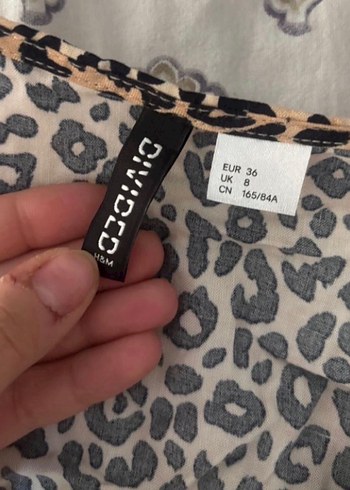 DIVIDED
H&M
EUR 36
UK 8
CN 165/84A